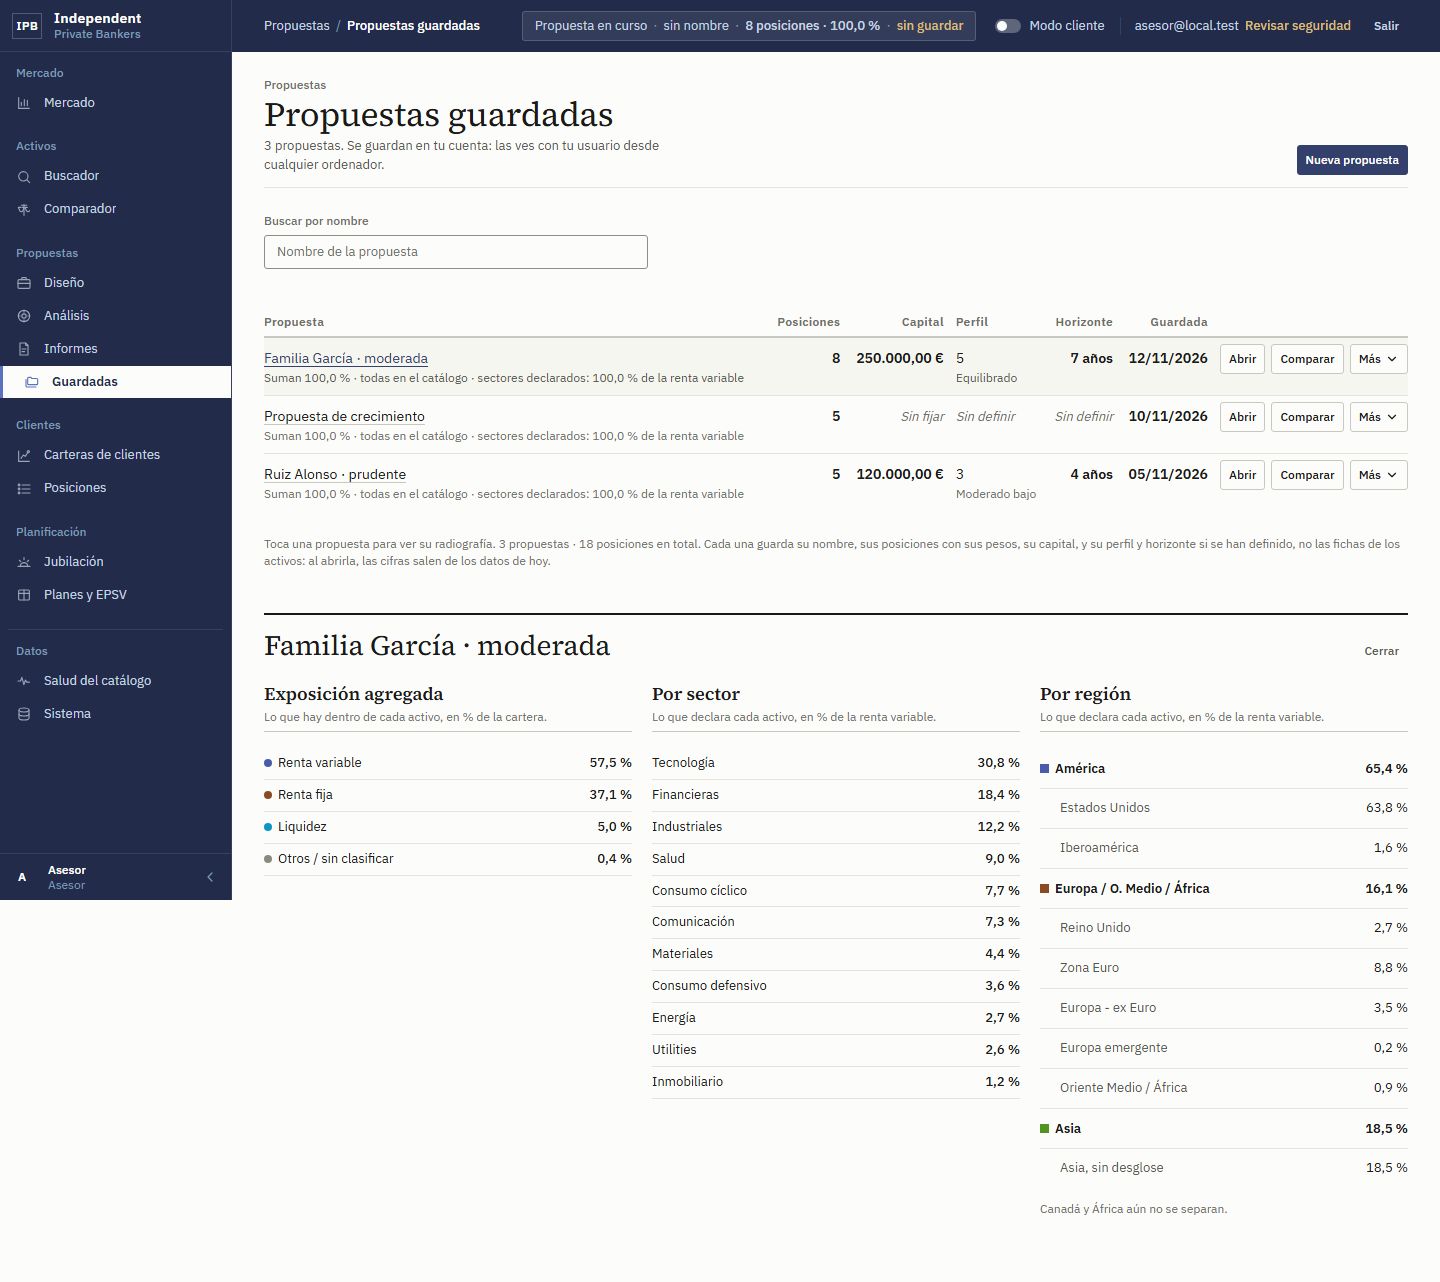 IPB
Independent
Private Bankers
Propuestas / Propuestas guardadas
Propuesta en curso · sin nombre · 8 posiciones · 100,0 % · sin guardar
Modo cliente
asesor@local.test Revisar seguridad
Salir
Mercado
Mercado
Activos
Buscador
Comparador
Propuestas
Diseño
Análisis
Informes
Guardadas
Clientes
Carteras de clientes
Posiciones
Planificación
Jubilación
Planes y EPSV
Datos
Salud del catálogo
Sistema
A
Asesor
Asesor
Propuestas
Propuestas guardadas
3 propuestas. Se guardan en tu cuenta: las ves con tu usuario desde
cualquier ordenador.
Nueva propuesta
Buscar por nombre
Nombre de la propuesta
Propuesta Posiciones Capital Perfil Horizonte Guardada
Familia García · moderada 8 250.000,00 € 5 7 años 12/11/2026 Abrir Comparar Más
Suman 100,0 % · todas en el catálogo · sectores declarados: 100,0 % de la renta variable Equilibrado
Propuesta de crecimiento 5 Sin fijar Sin definir Sin definir 10/11/2026 Abrir Comparar Más
Suman 100,0 % · todas en el catálogo · sectores declarados: 100,0 % de la renta variable
Ruiz Alonso · prudente 5 120.000,00 € 3 4 años 05/11/2026 Abrir Comparar Más
Suman 100,0 % · todas en el catálogo · sectores declarados: 100,0 % de la renta variable Moderado bajo
Toca una propuesta para ver su radiografía. 3 propuestas · 18 posiciones en total. Cada una guarda su nombre, sus posiciones con sus pesos, su capital, y su perfil y horizonte si se han definido, no las fichas de los
activos: al abrirla, las cifras salen de los datos de hoy.
Familia García · moderada
Cerrar
Exposición agregada
Lo que hay dentro de cada activo, en % de la cartera.
Renta variable 57,5 %
Renta fija 37,1 %
Liquidez 5,0 %
Otros / sin clasificar 0,4 %
Por sector
Lo que declara cada activo, en % de la renta variable.
Tecnología 30,8 %
Financieras 18,4 %
Industriales 12,2 %
Salud 9,0 %
Consumo cíclico 7,7 %
Comunicación 7,3 %
Materiales 4,4 %
Consumo defensivo 3,6 %
Energía 2,7 %
Utilities 2,6 %
Inmobiliario 1,2 %
Por región
Lo que declara cada activo, en % de la renta variable.
América 65,4 %
Estados Unidos 63,8 %
Iberoamérica 1,6 %
Europa / O. Medio / África 16,1 %
Reino Unido 2,7 %
Zona Euro 8,8 %
Europa - ex Euro 3,5 %
Europa emergente 0,2 %
Oriente Medio / África 0,9 %
Asia 18,5 %
Asia, sin desglose 18,5 %
Canadá y África aún no se separan.